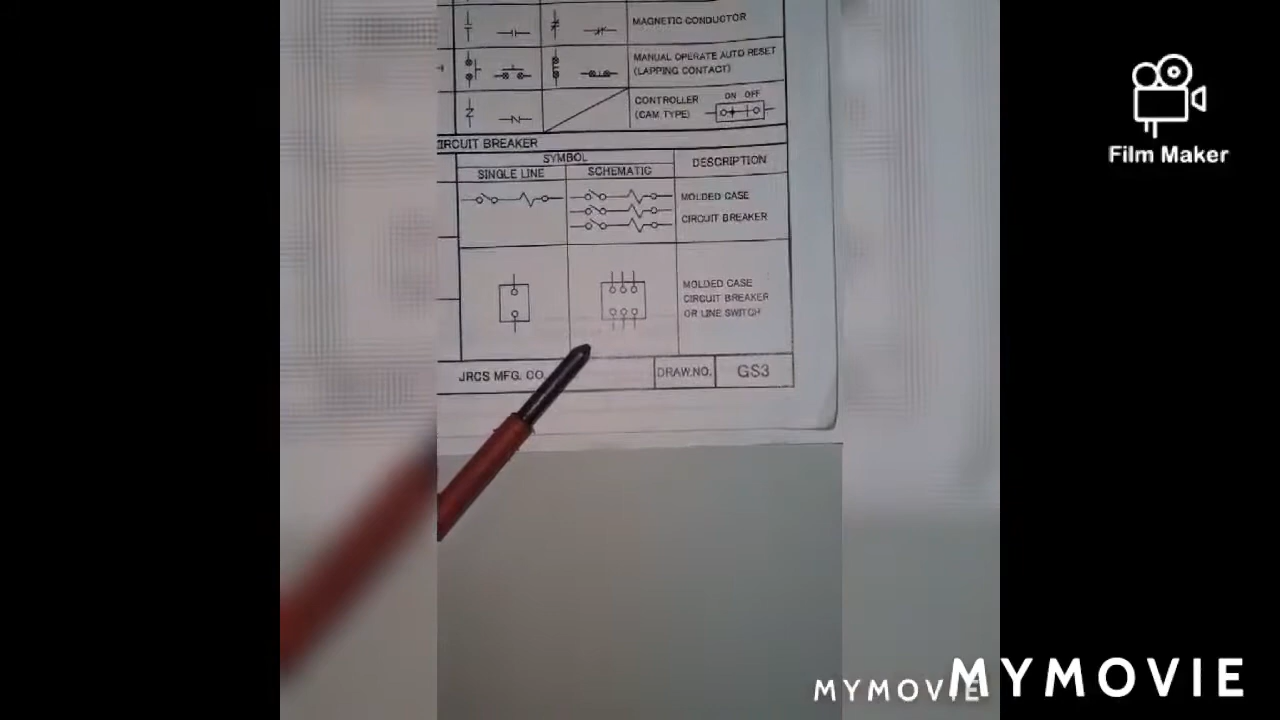 MAGNETIC CONDUCTOR
MANUAL OPERATE AUTO RESET
(LAPPING CONTACT)
CONTROLLER
(CAM TYPE)
ON OFF
CIRCUIT BREAKER
SYMBOL
DESCRIPTION
SINGLE LINE
SCHEMATIC
MOLDED CASE
CIRCUIT BREAKER
MOLDED CASE
CIRCUIT BREAKER
OR LINE SWITCH
JRCS MFG. CO.
DRAW.NO.
GS3
Film Maker
MYMOVIE
MYMOVIE